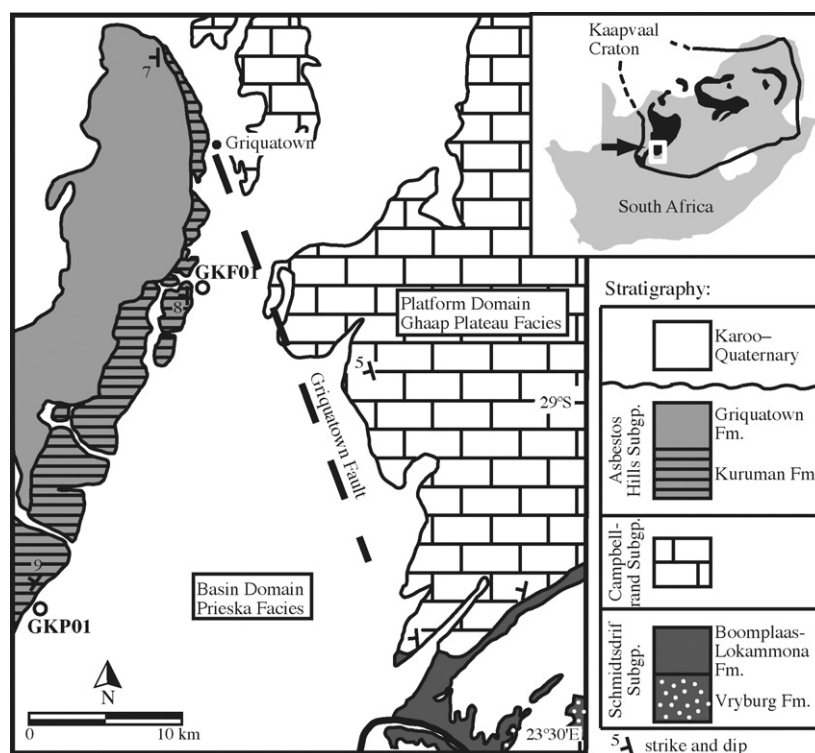 Kaapvaal
Craton
South Africa
7
Griquatown
GKF01
8
Platform Domain
Ghaap Plateau Facies
5
29°S
Griquatown Fault
9
Basin Domain
Prieska Facies
GKP01
N
0 10 km
23°30'E
Stratigraphy:
Karoo–
Quaternary
Asbestos
Hills Subgp.
Griquatown
Fm.
Kuruman Fm
Campbell-
rand Subgp.
Schmidtsdrif
Subgp.
Boomplaas-
Lokammona
Fm.
Vryburg Fm.
5 strike and dip